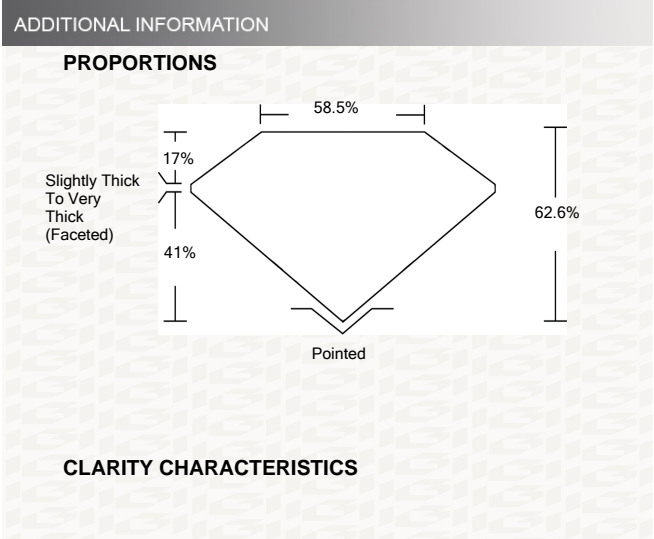 ADDITIONAL INFORMATION
PROPORTIONS
58.5%
17%
Slightly Thick
To Very
Thick
(Faceted)
62.6%
41%
Pointed
CLARITY CHARACTERISTICS